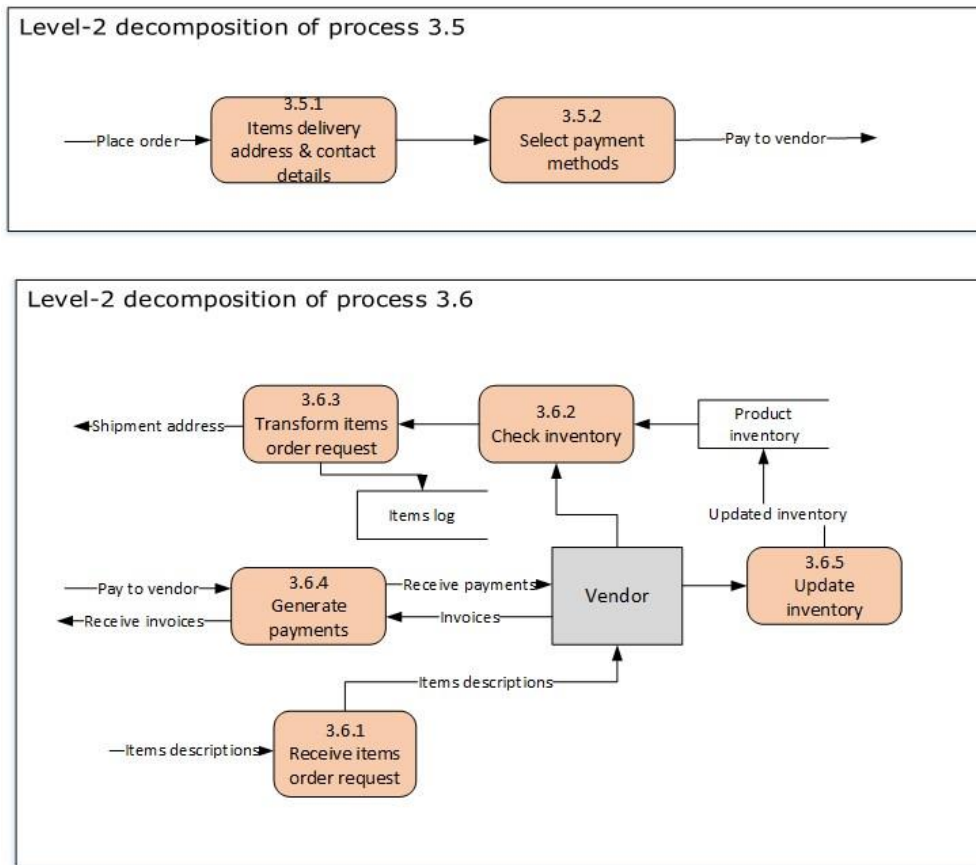 Level-2 decomposition of process 3.5
Place order
3.5.1
Items delivery
address & contact
details
3.5.2
Select payment
methods
Pay to vendor
Level-2 decomposition of process 3.6
Shipment address
3.6.3
Transform items
order request
3.6.2
Check inventory
Product
inventory
Items log
Updated inventory
Pay to vendor
Receive invoices
3.6.4
Generate
payments
Receive payments
Invoices
Vendor
3.6.5
Update
inventory
Items descriptions
Items descriptions
3.6.1
Receive items
order request